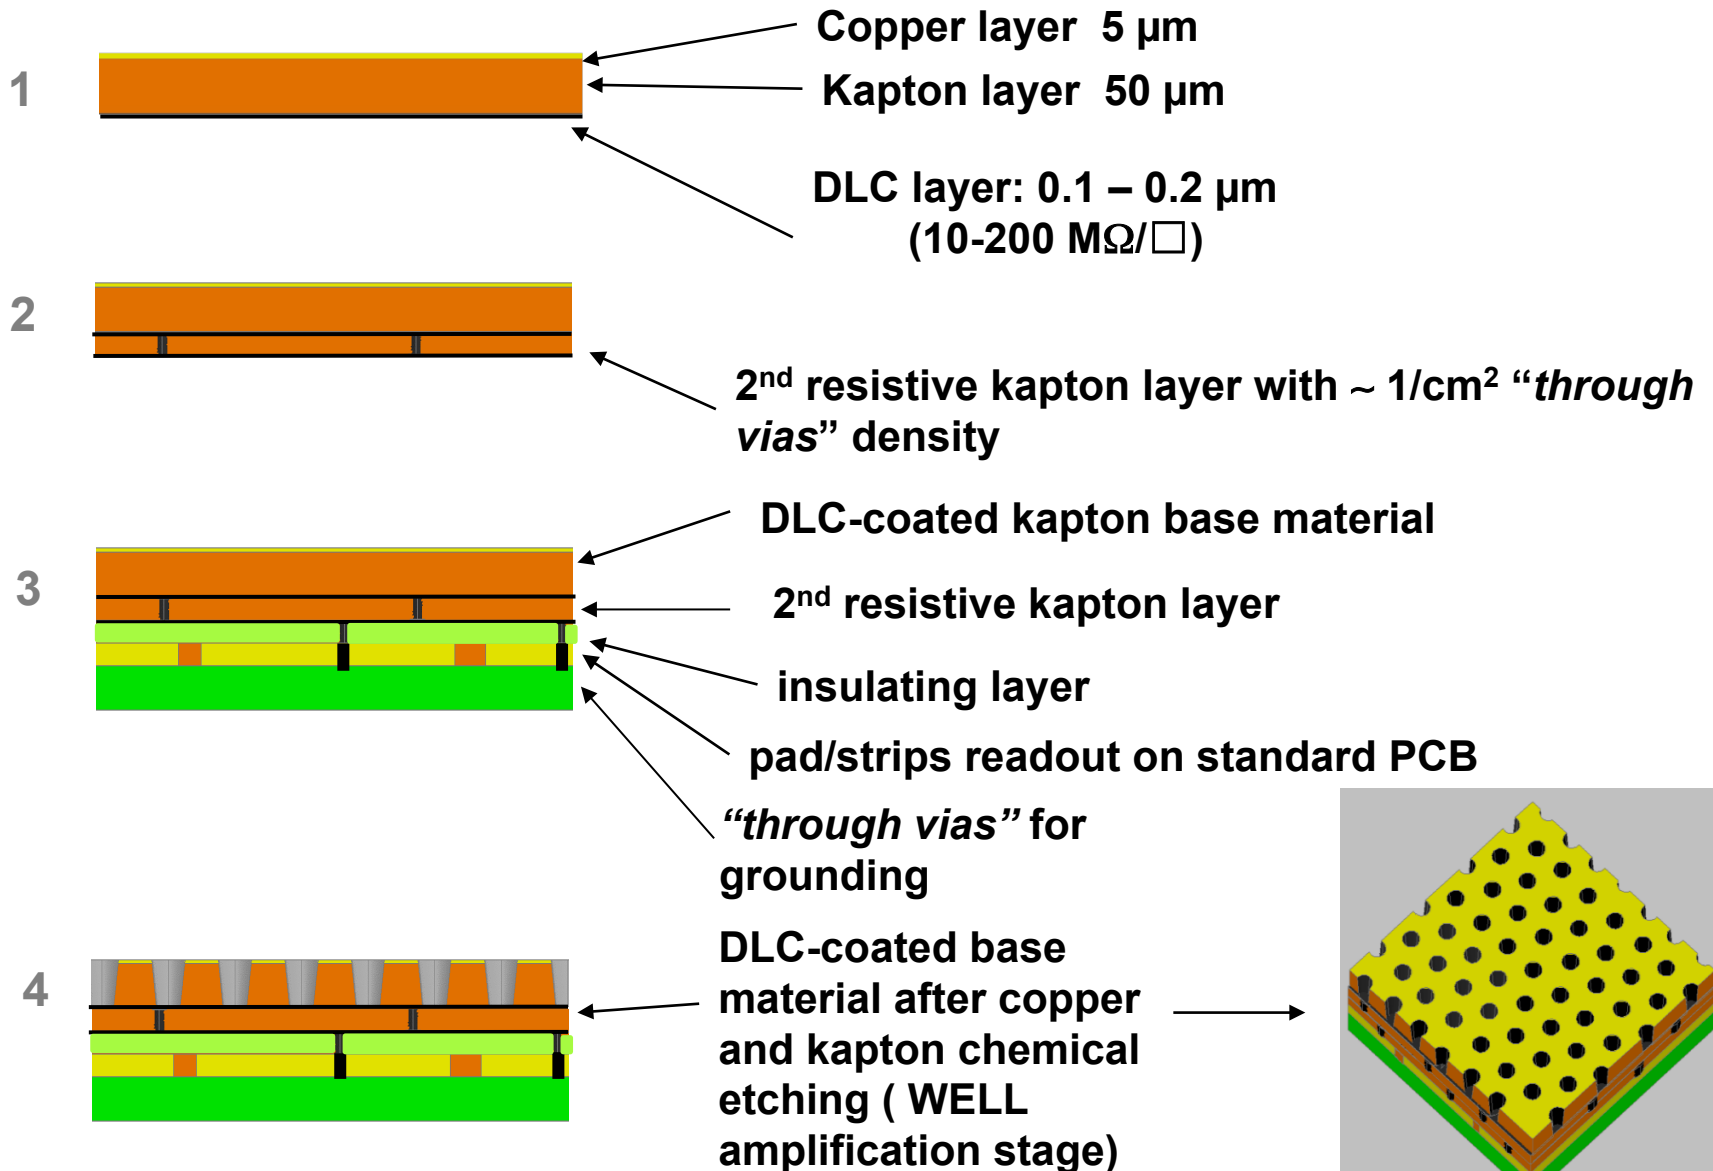 1
Copper layer 5 µm
Kapton layer 50 µm
DLC layer: 0.1 – 0.2 µm
(10-200 MΩ/□)
2
2nd resistive kapton layer with ~ 1/cm² “through
vias” density
3
DLC-coated kapton base material
2nd resistive kapton layer
insulating layer
pad/strips readout on standard PCB
“through vias” for
grounding
4
DLC-coated base
material after copper
and kapton chemical
etching ( WELL
amplification stage)